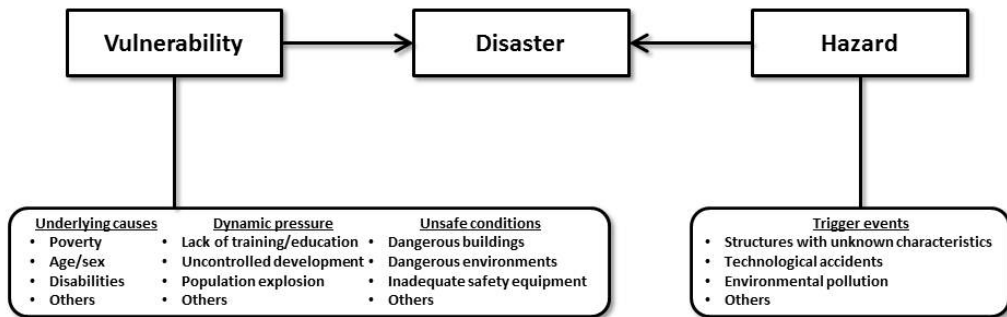 Vulnerability
Disaster
Hazard
Underlying causes
• Poverty
• Age/sex
• Disabilities
• Others
Dynamic pressure
• Lack of training/education
• Uncontrolled development
• Population explosion
• Others
Unsafe conditions
• Dangerous buildings
• Dangerous environments
• Inadequate safety equipment
• Others
Trigger events
• Structures with unknown characteristics
• Technological accidents
• Environmental pollution
• Others